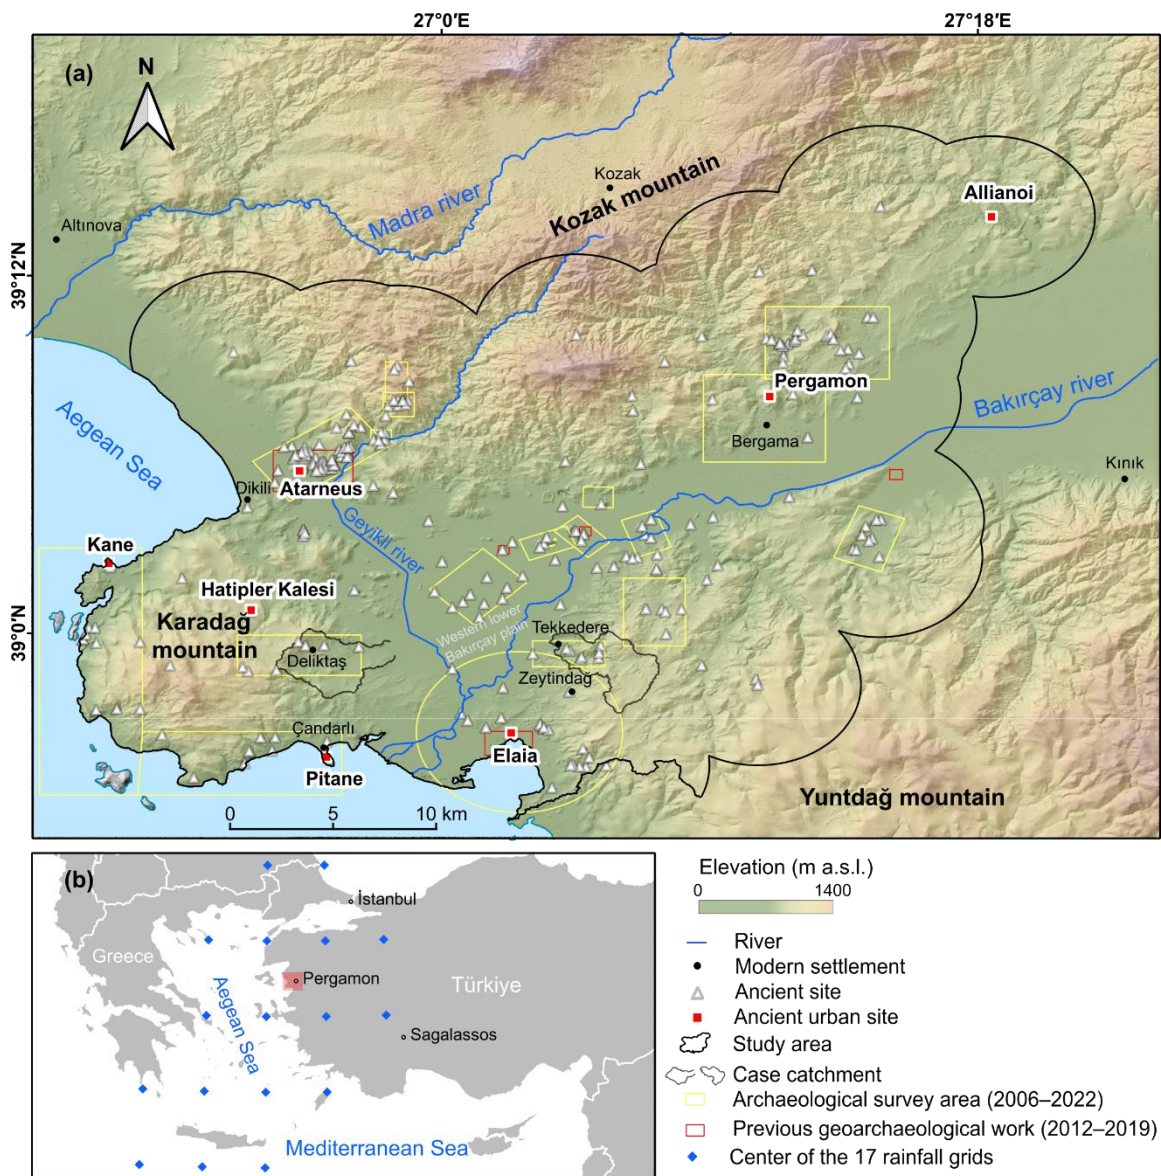 27°0′E
27°18′E
(a)
N
Kozak
Kozak mountain
Allianoi
Madra river
Altınova
39°12′N
Aegean Sea
Pergamon
Bergama
Bakırçay river
Kınık
Dikili
Atarneus
Geyikli river
Kane
Hatipler Kalesi
Karadağ
mountain
Deliktaş
39°0′N
Western lower
Bakırçay plain
Tekkedere
Zeytindağ
Çandarlı
Pitane
Elaia
Yuntdağ mountain
0 5 10 km
(b)
İstanbul
Greece
Pergamon
Türkiye
Aegean Sea
Sagalassos
Mediterranean Sea
Elevation (m a.s.l.)
0 1400
River
Modern settlement
Ancient site
Ancient urban site
Study area
Case catchment
Archaeological survey area (2006–2022)
Previous geoarchaeological work (2012–2019)
Center of the 17 rainfall grids